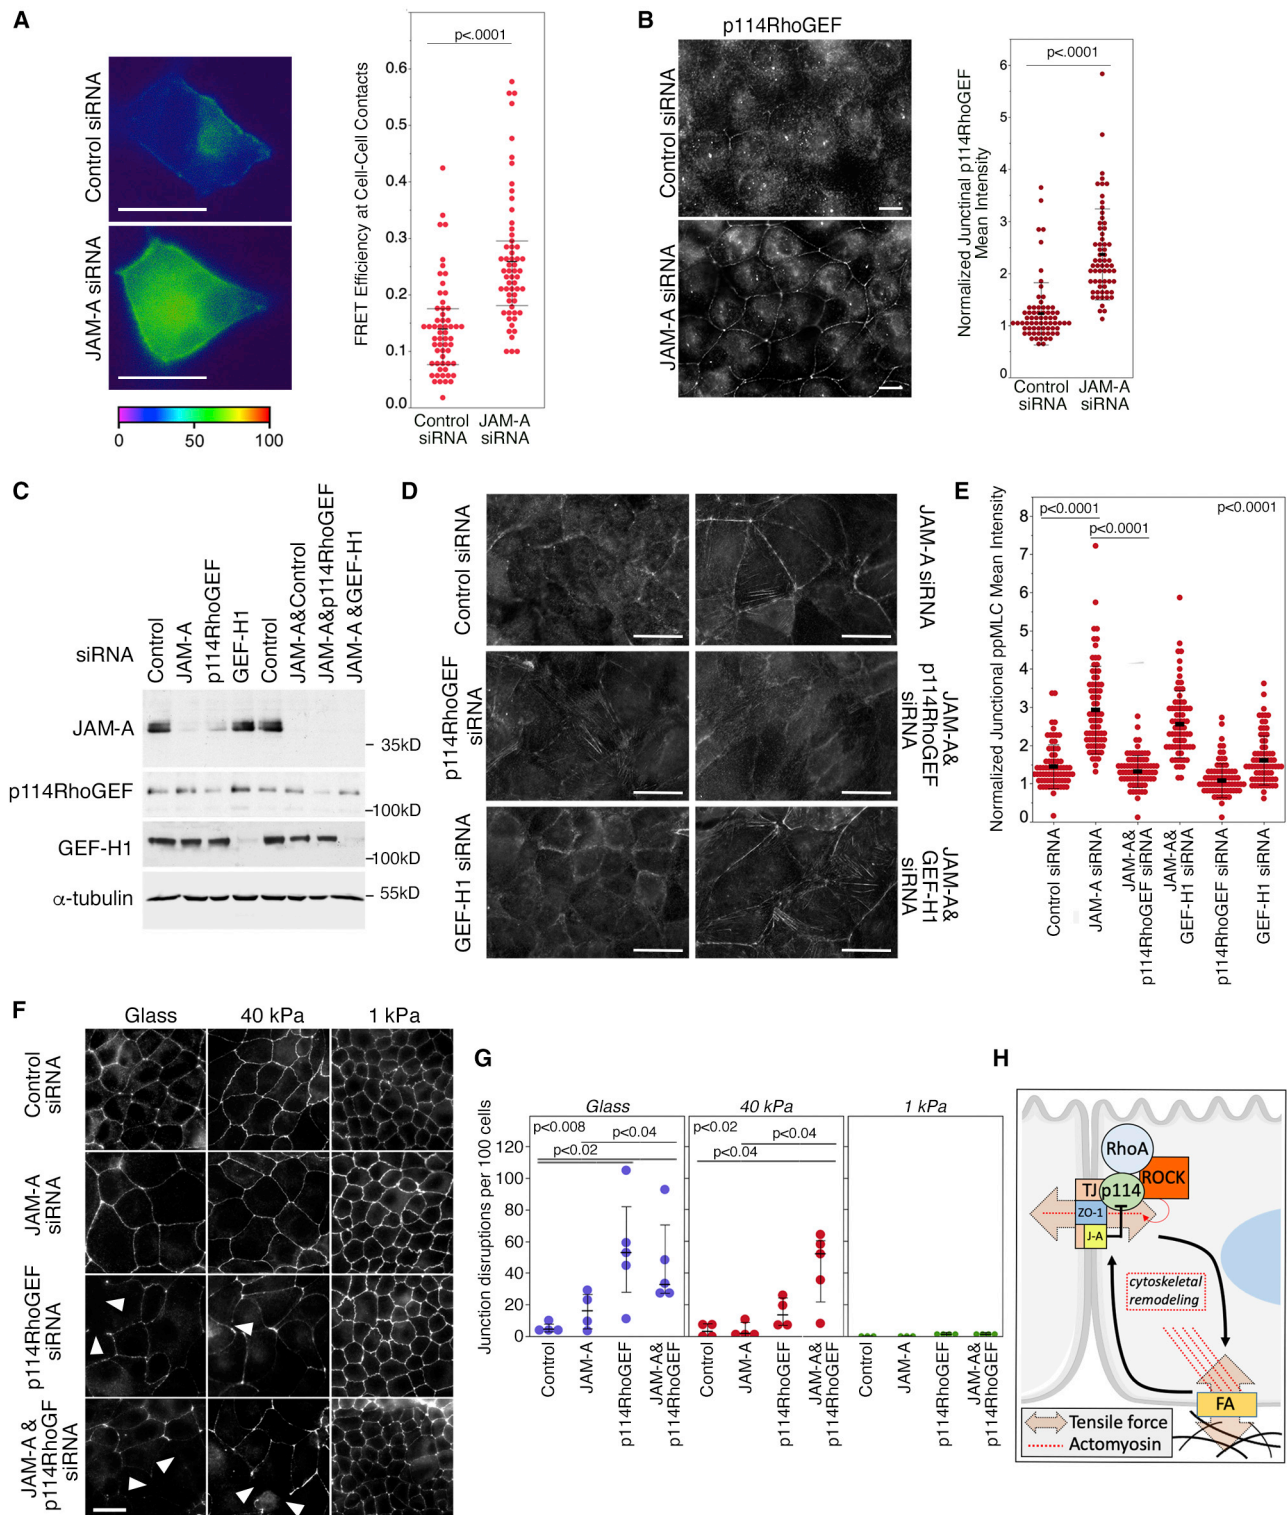 A
Control siRNA
JAM-A siRNA
0 50 100
FRET Efficiency at Cell-Cell Contacts
p<.0001
0.6
0.5
0.4
0.3
0.2
0.1
0.0
Control
siRNA
JAM-A
siRNA
B
p114RhoGEF
Control siRNA
JAM-A siRNA
Normalized Junctinal p114RhoGEF
Mean Intensity
p<.0001
6
5
4
3
2
1
0
Control
siRNA
JAM-A
siRNA
C
siRNA
Control
JAM-A
p114RhoGEF
GEF-H1
Control
JAM-A&Control
JAM-A&p114RhoGEF
JAM-A &GEF-H1
JAM-A
35kD
p114RhoGEF
100kD
GEF-H1
100kD
α-tubulin
55kD
D
Control siRNA
JAM-A siRNA
p114RhoGEF
siRNA
JAM-A&
p114RhoGEF
siRNA
GEF-H1 siRNA
JAM-A&
GEF-H1
siRNA
E
Normalized Junctional ppMLC Mean Intensity
p<0.0001
p<0.0001
p<0.0001
8
7
6
5
4
3
2
1
0
Control siRNA
JAM-A siRNA
JAM-A&
p114RhoGEF siRNA
JAM-A&
GEF-H1 siRNA
p114RhoGEF siRNA
GEF-H1 siRNA
F
Glass 40 kPa 1 kPa
Control
siRNA
JAM-A
siRNA
p114RhoGEF
siRNA
JAM-A &
p114RhoGF
siRNA
G
Junction disruptions per 100 cells
Glass 40 kPa 1 kPa
120
100
80
60
40
20
0
p<0.008
p<0.04
p<0.02
p<0.02
p<0.04
p<0.04
Control
JAM-A
p114RhoGEF
JAM-A&
p114RhoGEF
Control
JAM-A
p114RhoGEF
JAM-A&
p114RhoGEF
Control
JAM-A
p114RhoGEF
JAM-A&
p114RhoGEF
H
RhoA
ROCK
TJ
p114
ZO-1
J-A
cytoskeletal
remodeling
FA
Tensile force
Actomyosin